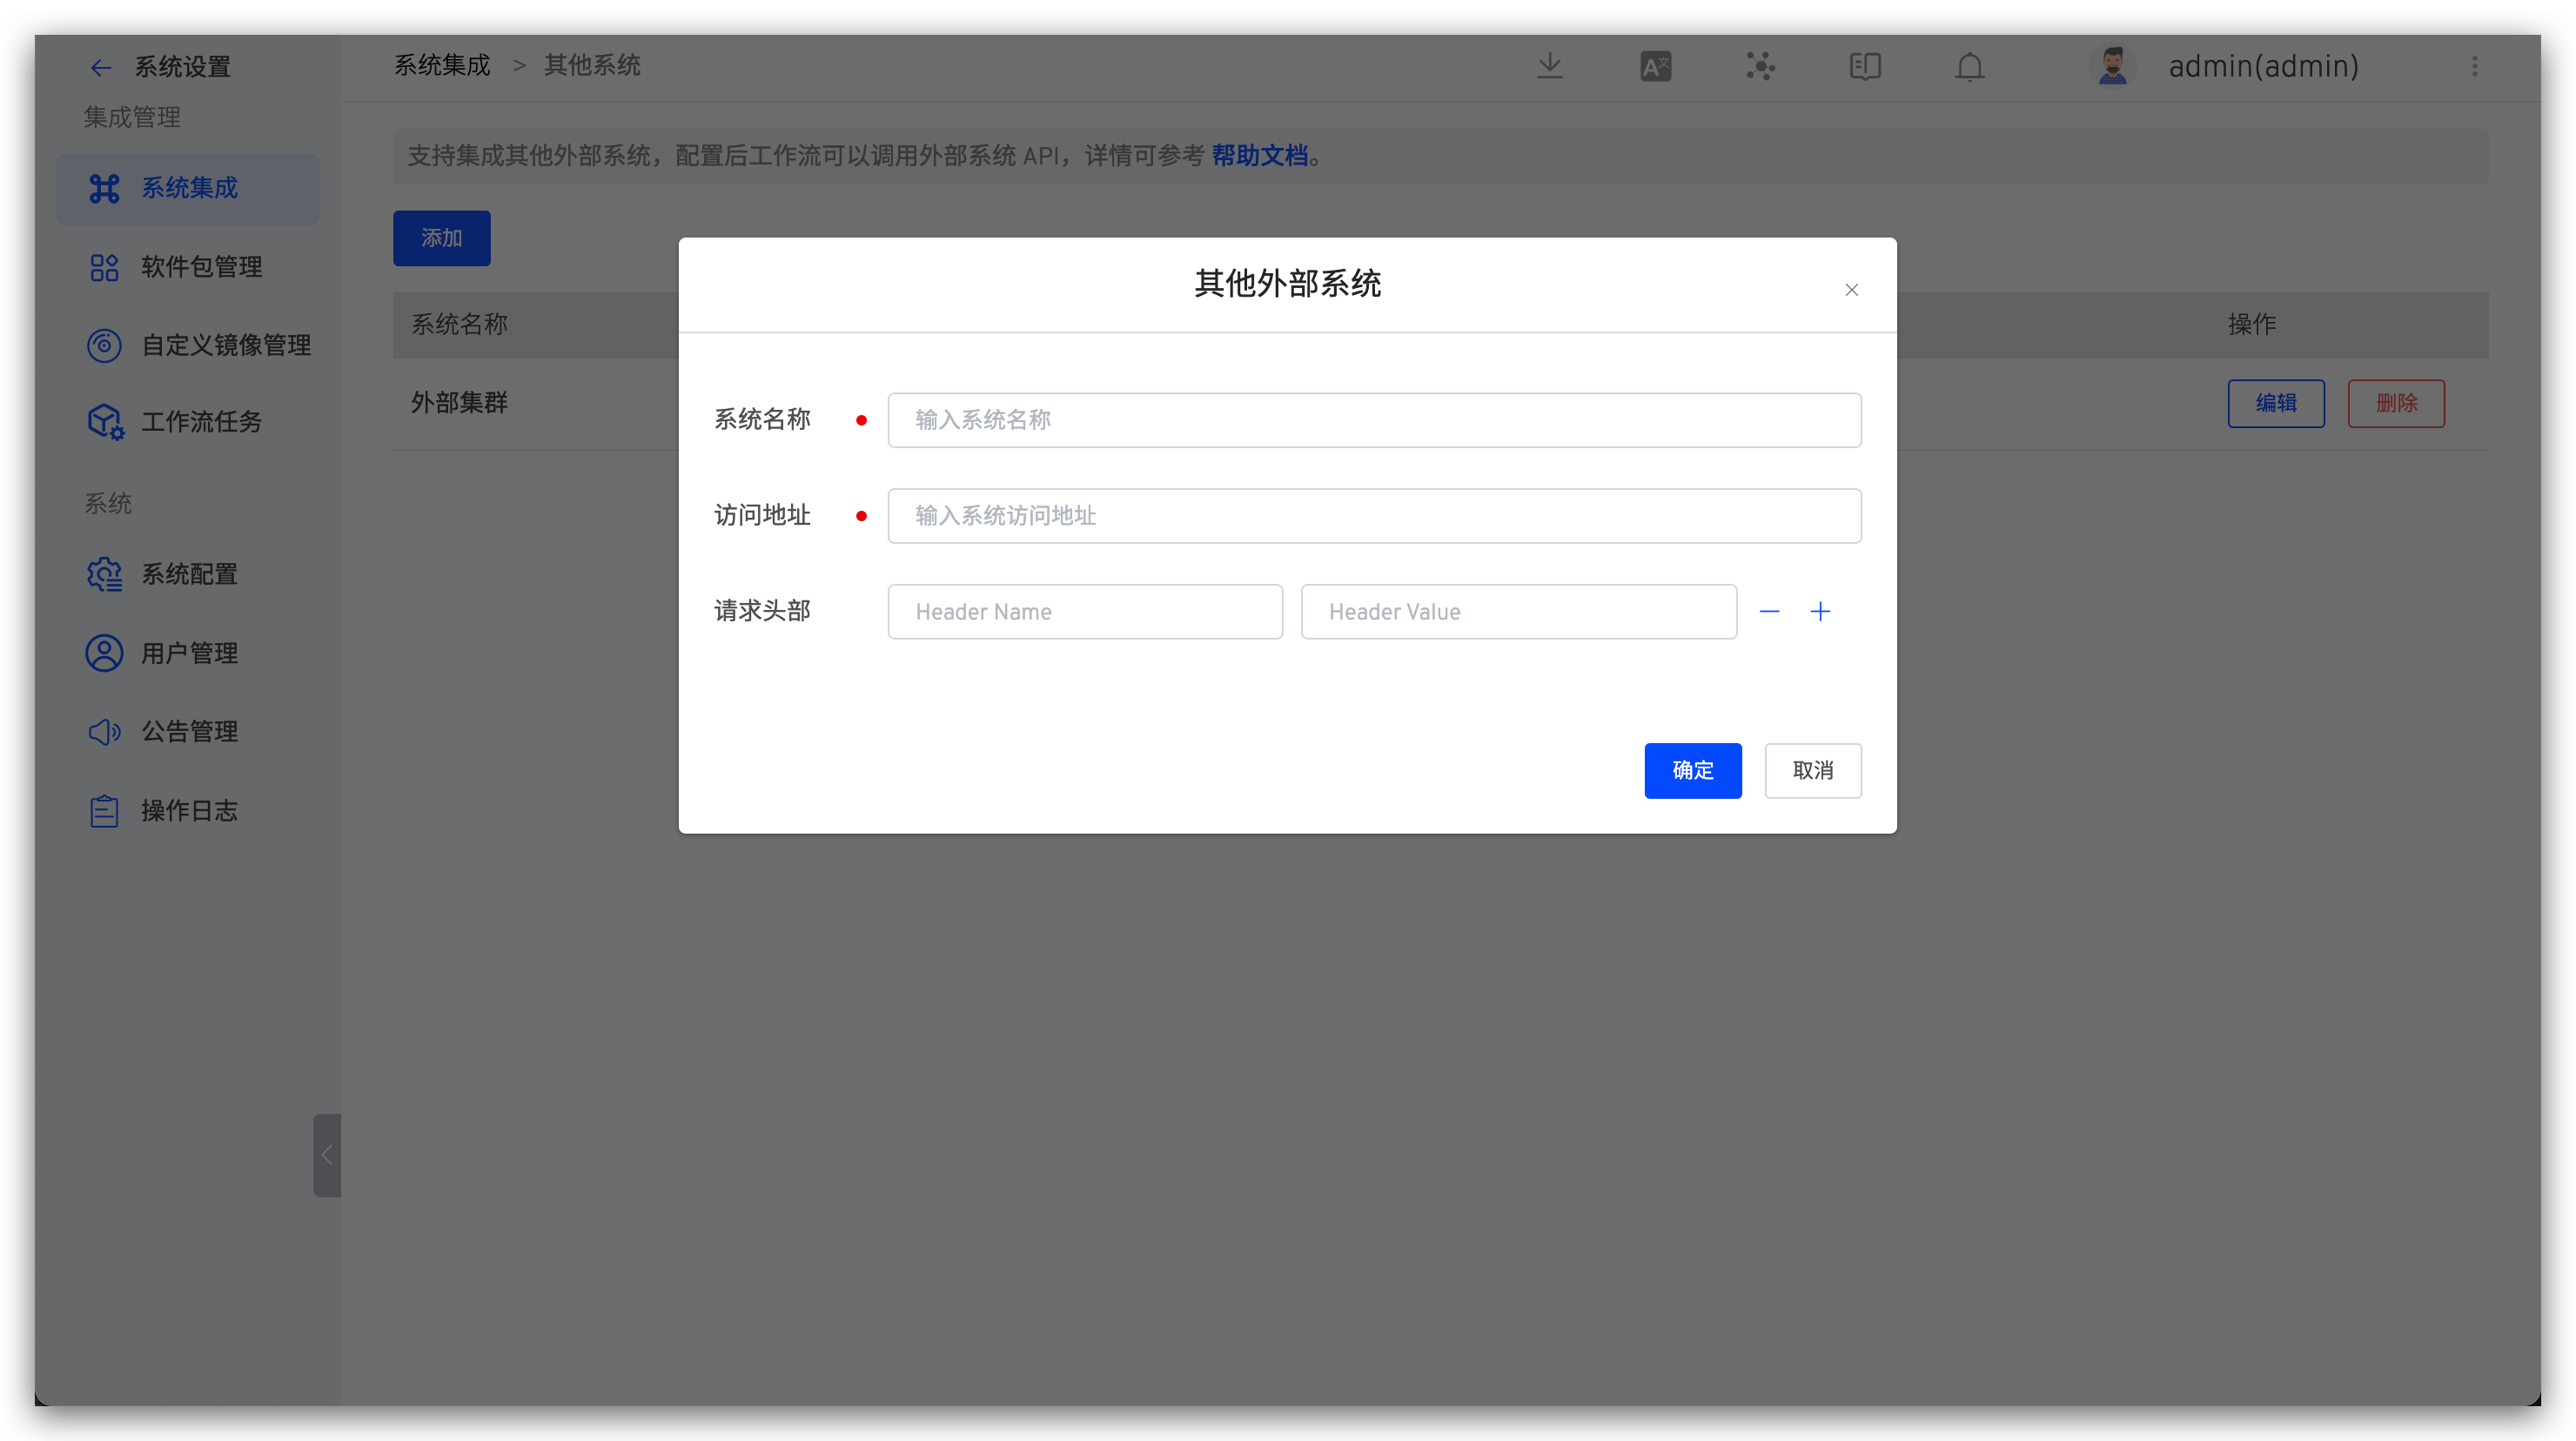 系统设置
集成管理
系统集成
软件包管理
自定义镜像管理
工作流任务
系统
系统配置
用户管理
公告管理
操作日志
系统集成 > 其他系统
A文
admin(admin)
支持集成其他外部系统，配置后工作流可以调用外部系统 API，详情可参考 帮助文档。
添加
系统名称
操作
外部集群
编辑 删除
其他外部系统
系统名称 输入系统名称
访问地址 输入系统访问地址
请求头部 Header Name Header Value
确定 取消